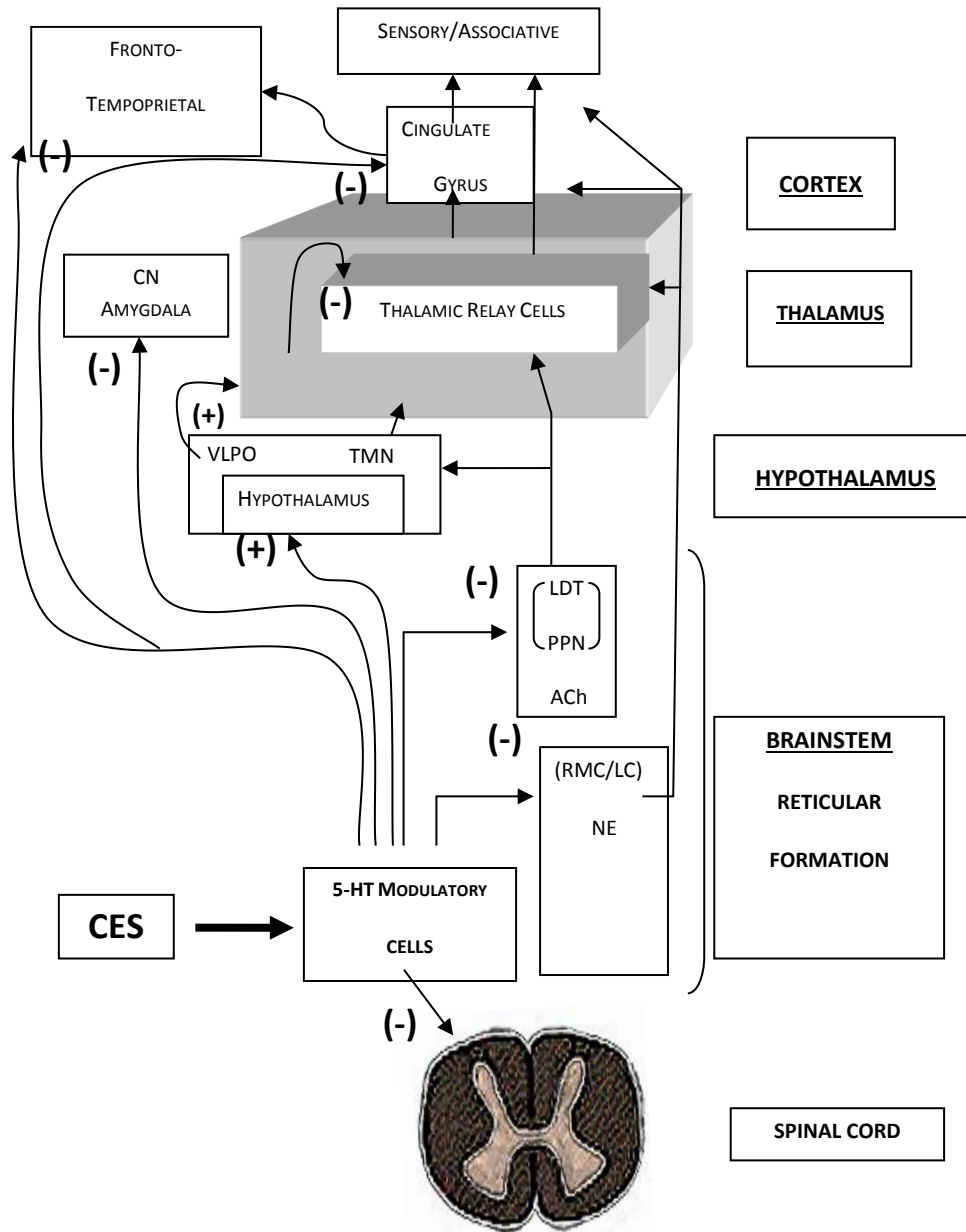 SENSORY/ASSOCIATIVE
FRONTO-
TEMPOPRIETAL
(-)
CINGULATE
GYRUS
(-)
CORTEX
CN
AMYGDALA
(-)
(-)
THALAMIC RELAY CELLS
THALAMUS
(+)
VLPO TMN
HYPOTHALAMUS
(+)
HYPOTHALAMUS
(-)
LDT
PPN
ACh
(-)
(RMC/LC)
NE
BRAINSTEM
RETICULAR
FORMATION
CES
5-HT MODULATORY
CELLS
(-)
SPINAL CORD